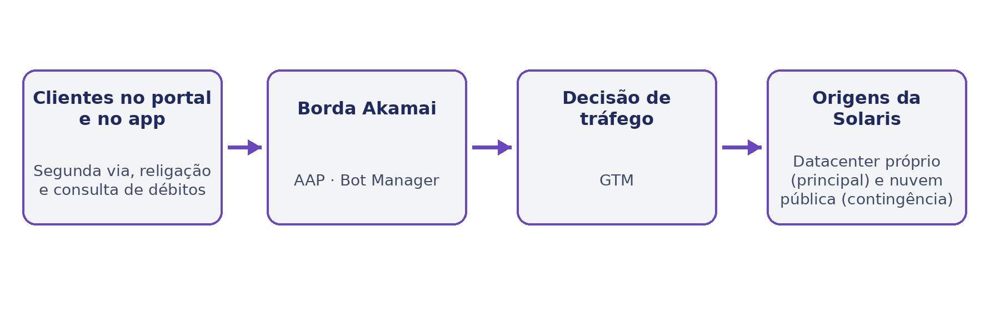 Clientes no portal
e no app
Segunda via, religação
e consulta de débitos
Borda Akamai
AAP · Bot Manager
Decisão de
tráfego
GTM
Origens da
Solaris
Datacenter próprio
(principal) e nuvem
pública (contingência)